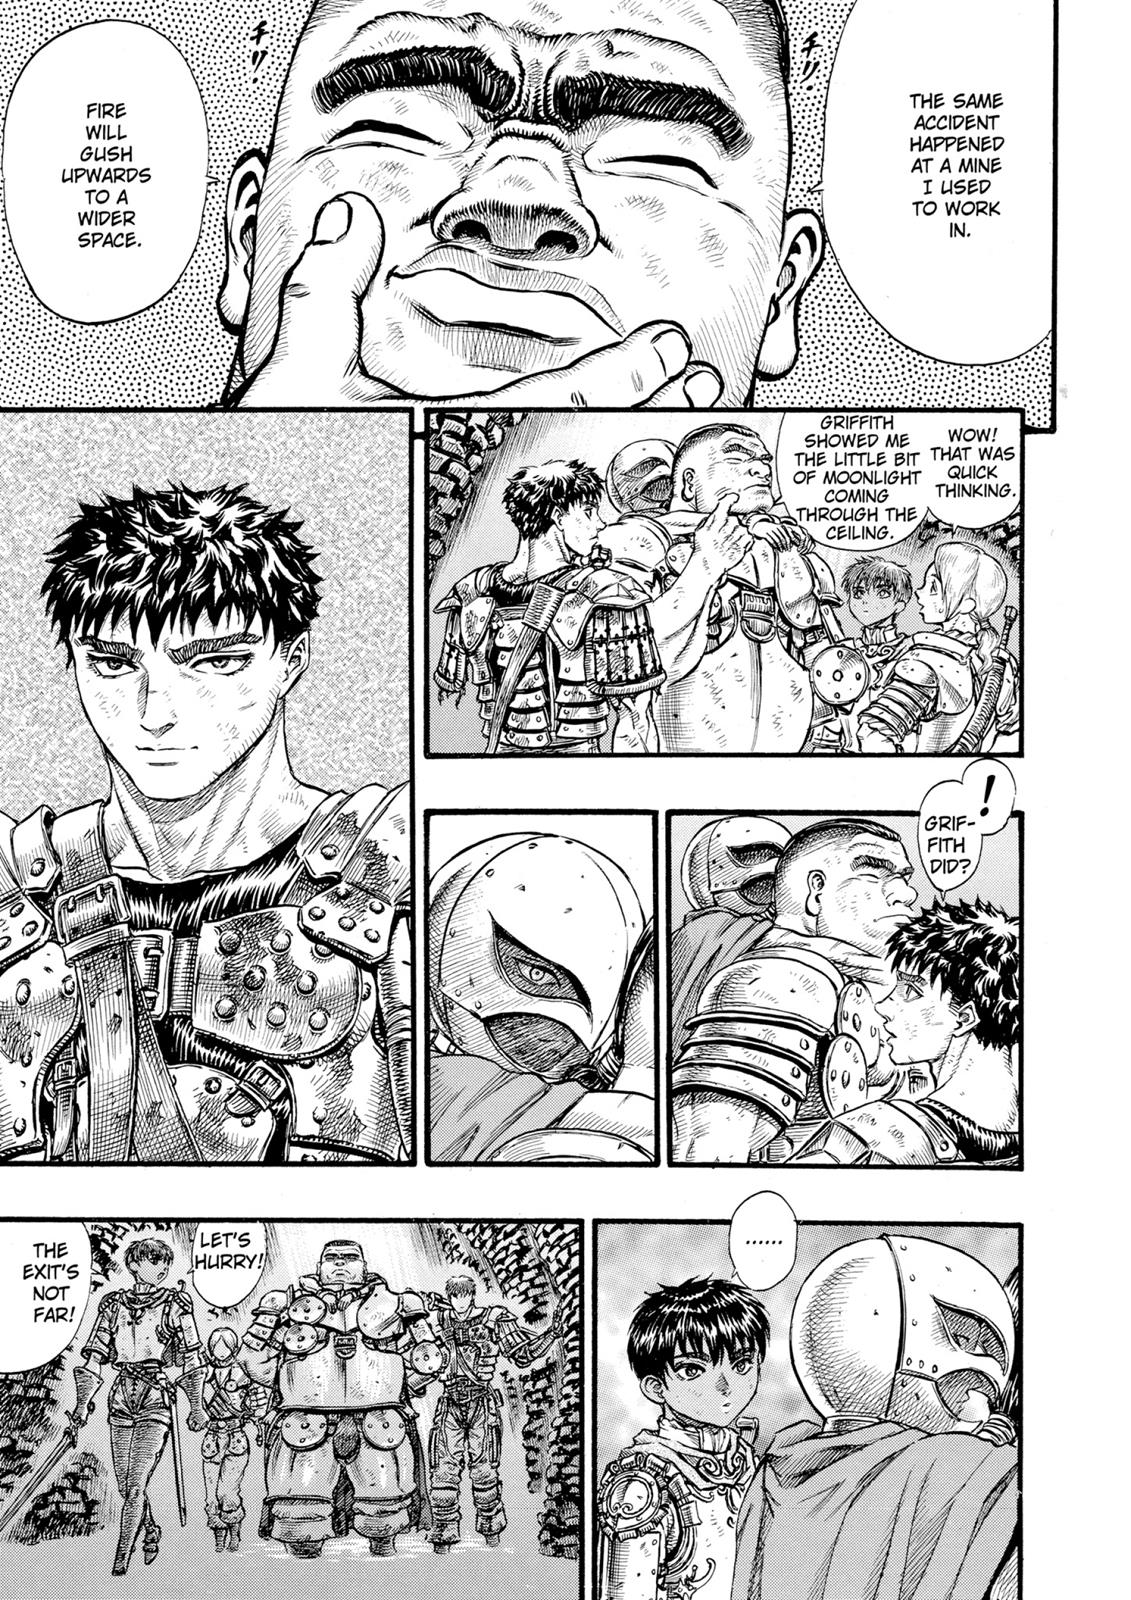 THE SAME
ACCIDENT
HAPPENED
AT A MINE
I USED
TO WORK
IN.
チリ!
チリ!
FIRE
WILL
GUSH
UPWARDS
TO A
WIDER
SPACE.
WOW!
THAT WAS
QUICK
THINKING.
GRIFFITH
SHOWED ME
THE LITTLE BIT
OF MOONLIGHT
COMING
THROUGH THE
CEILING.
!
GRIF-
FITH
DID?
......
LET'S
HURRY!
THE
EXIT'S
NOT
FAR!